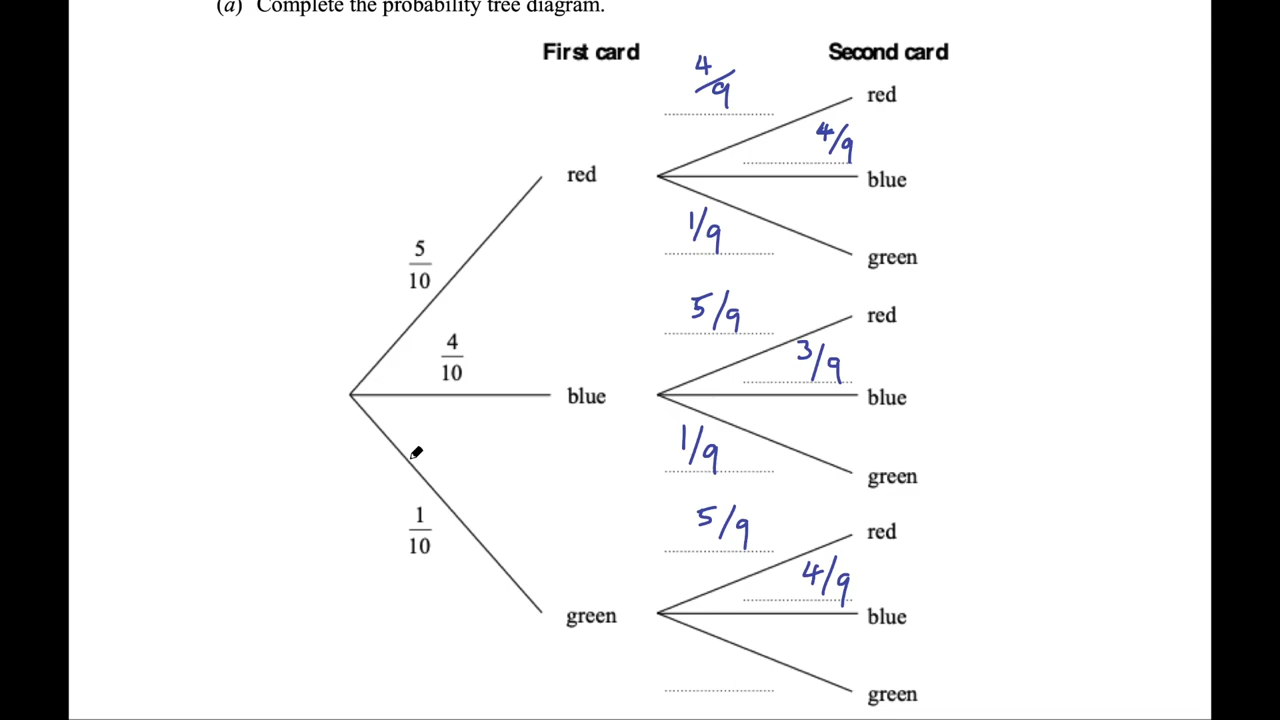 (a) Complete the probability tree diagram.
First card
Second card
4/9
red
4/9
red
blue
1/9
5
10
green
5/9
red
4
10
3/9
blue
blue
1/9
green
5/9
red
1
10
4/9
green
blue
green